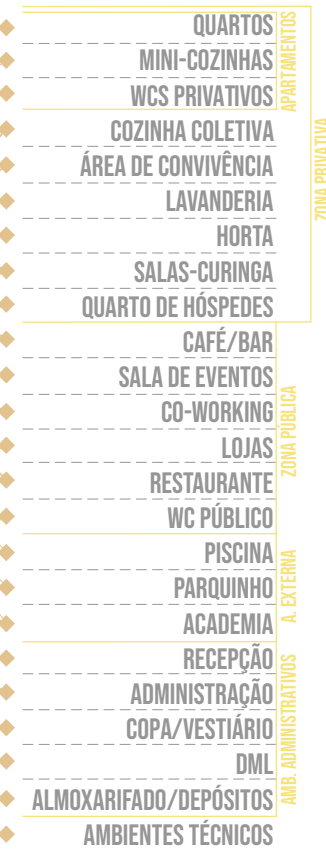 QUARTOS
MINI-COZINHAS
WCS PRIVATIVOS
APARTAMENTOS
COZINHA COLETIVA
ÁREA DE CONVIVÊNCIA
LAVANDERIA
HORTA
SALAS-CURINGA
QUARTO DE HÓSPEDES
ZONA PRIVATIVA
CAFÉ/BAR
SALA DE EVENTOS
CO-WORKING
LOJAS
RESTAURANTE
WC PÚBLICO
ZONA PÚBLICA
PISCINA
PARQUINHO
ACADEMIA
A. EXTERNA
RECEPÇÃO
ADMINISTRAÇÃO
COPA/VESTIÁRIO
DML
ALMOXARIFADO/DEPÓSITOS
AMB. ADMINISTRATIVOS
AMBIENTES TÉCNICOS